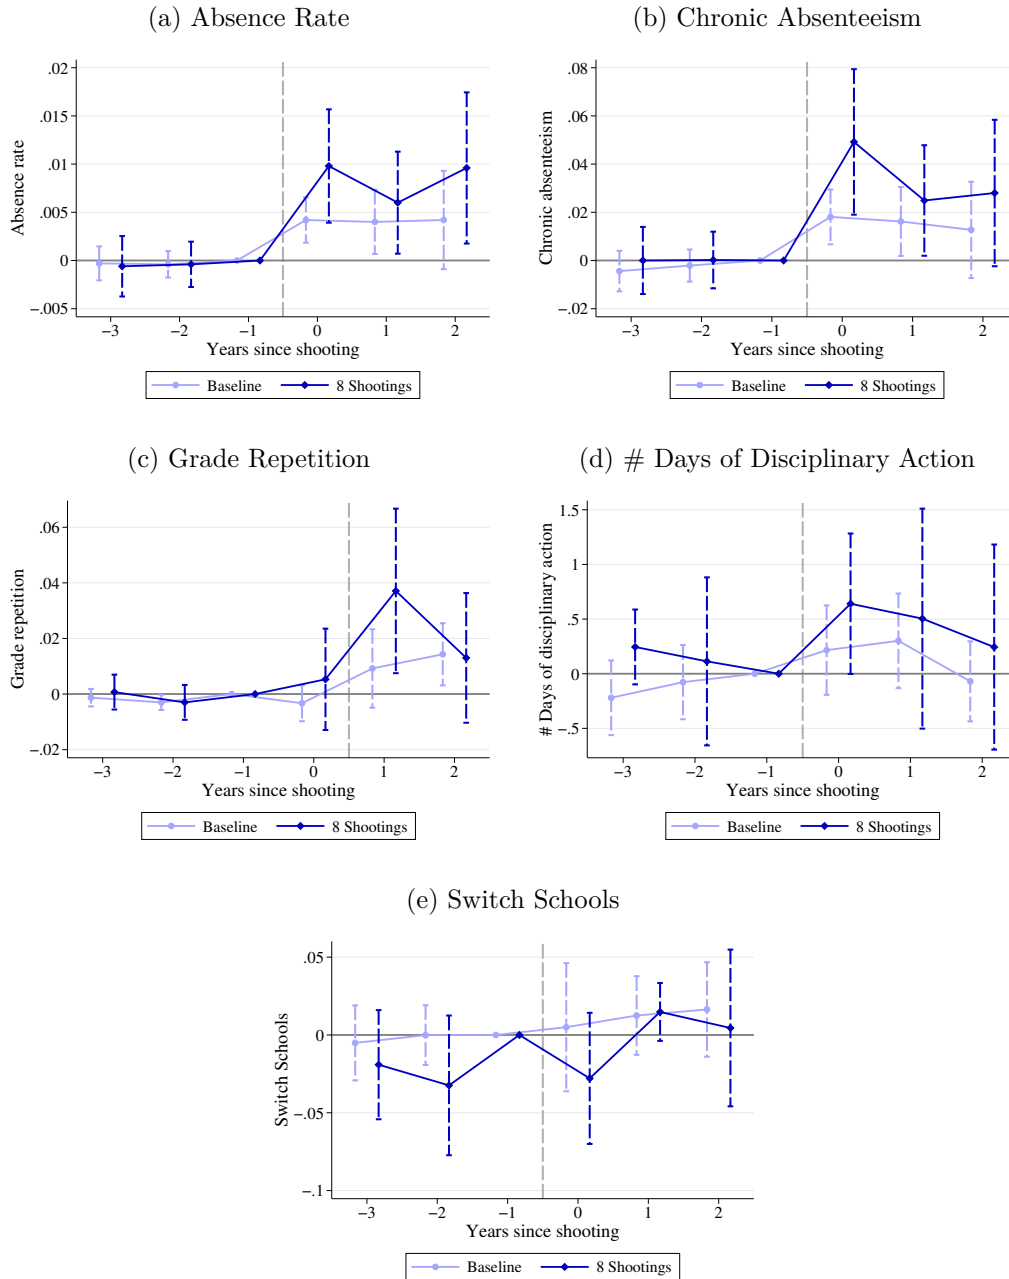 (a) Absence Rate
.02
.015
.01
.005
0
−.005
Absence rate
−3 −2 −1 0 1 2
Years since shooting
Baseline 8 Shootings
(b) Chronic Absenteeism
.08
.06
.04
.02
0
−.02
Chronic absenteeism
−3 −2 −1 0 1 2
Years since shooting
Baseline 8 Shootings
(c) Grade Repetition
.06
.04
.02
0
−.02
Grade repetition
−3 −2 −1 0 1 2
Years since shooting
Baseline 8 Shootings
(d) # Days of Disciplinary Action
1.5
1
.5
0
−.5
# Days of disciplinary action
−3 −2 −1 0 1 2
Years since shooting
Baseline 8 Shootings
(e) Switch Schools
.05
0
−.05
−.1
Switch Schools
−3 −2 −1 0 1 2
Years since shooting
Baseline 8 Shootings